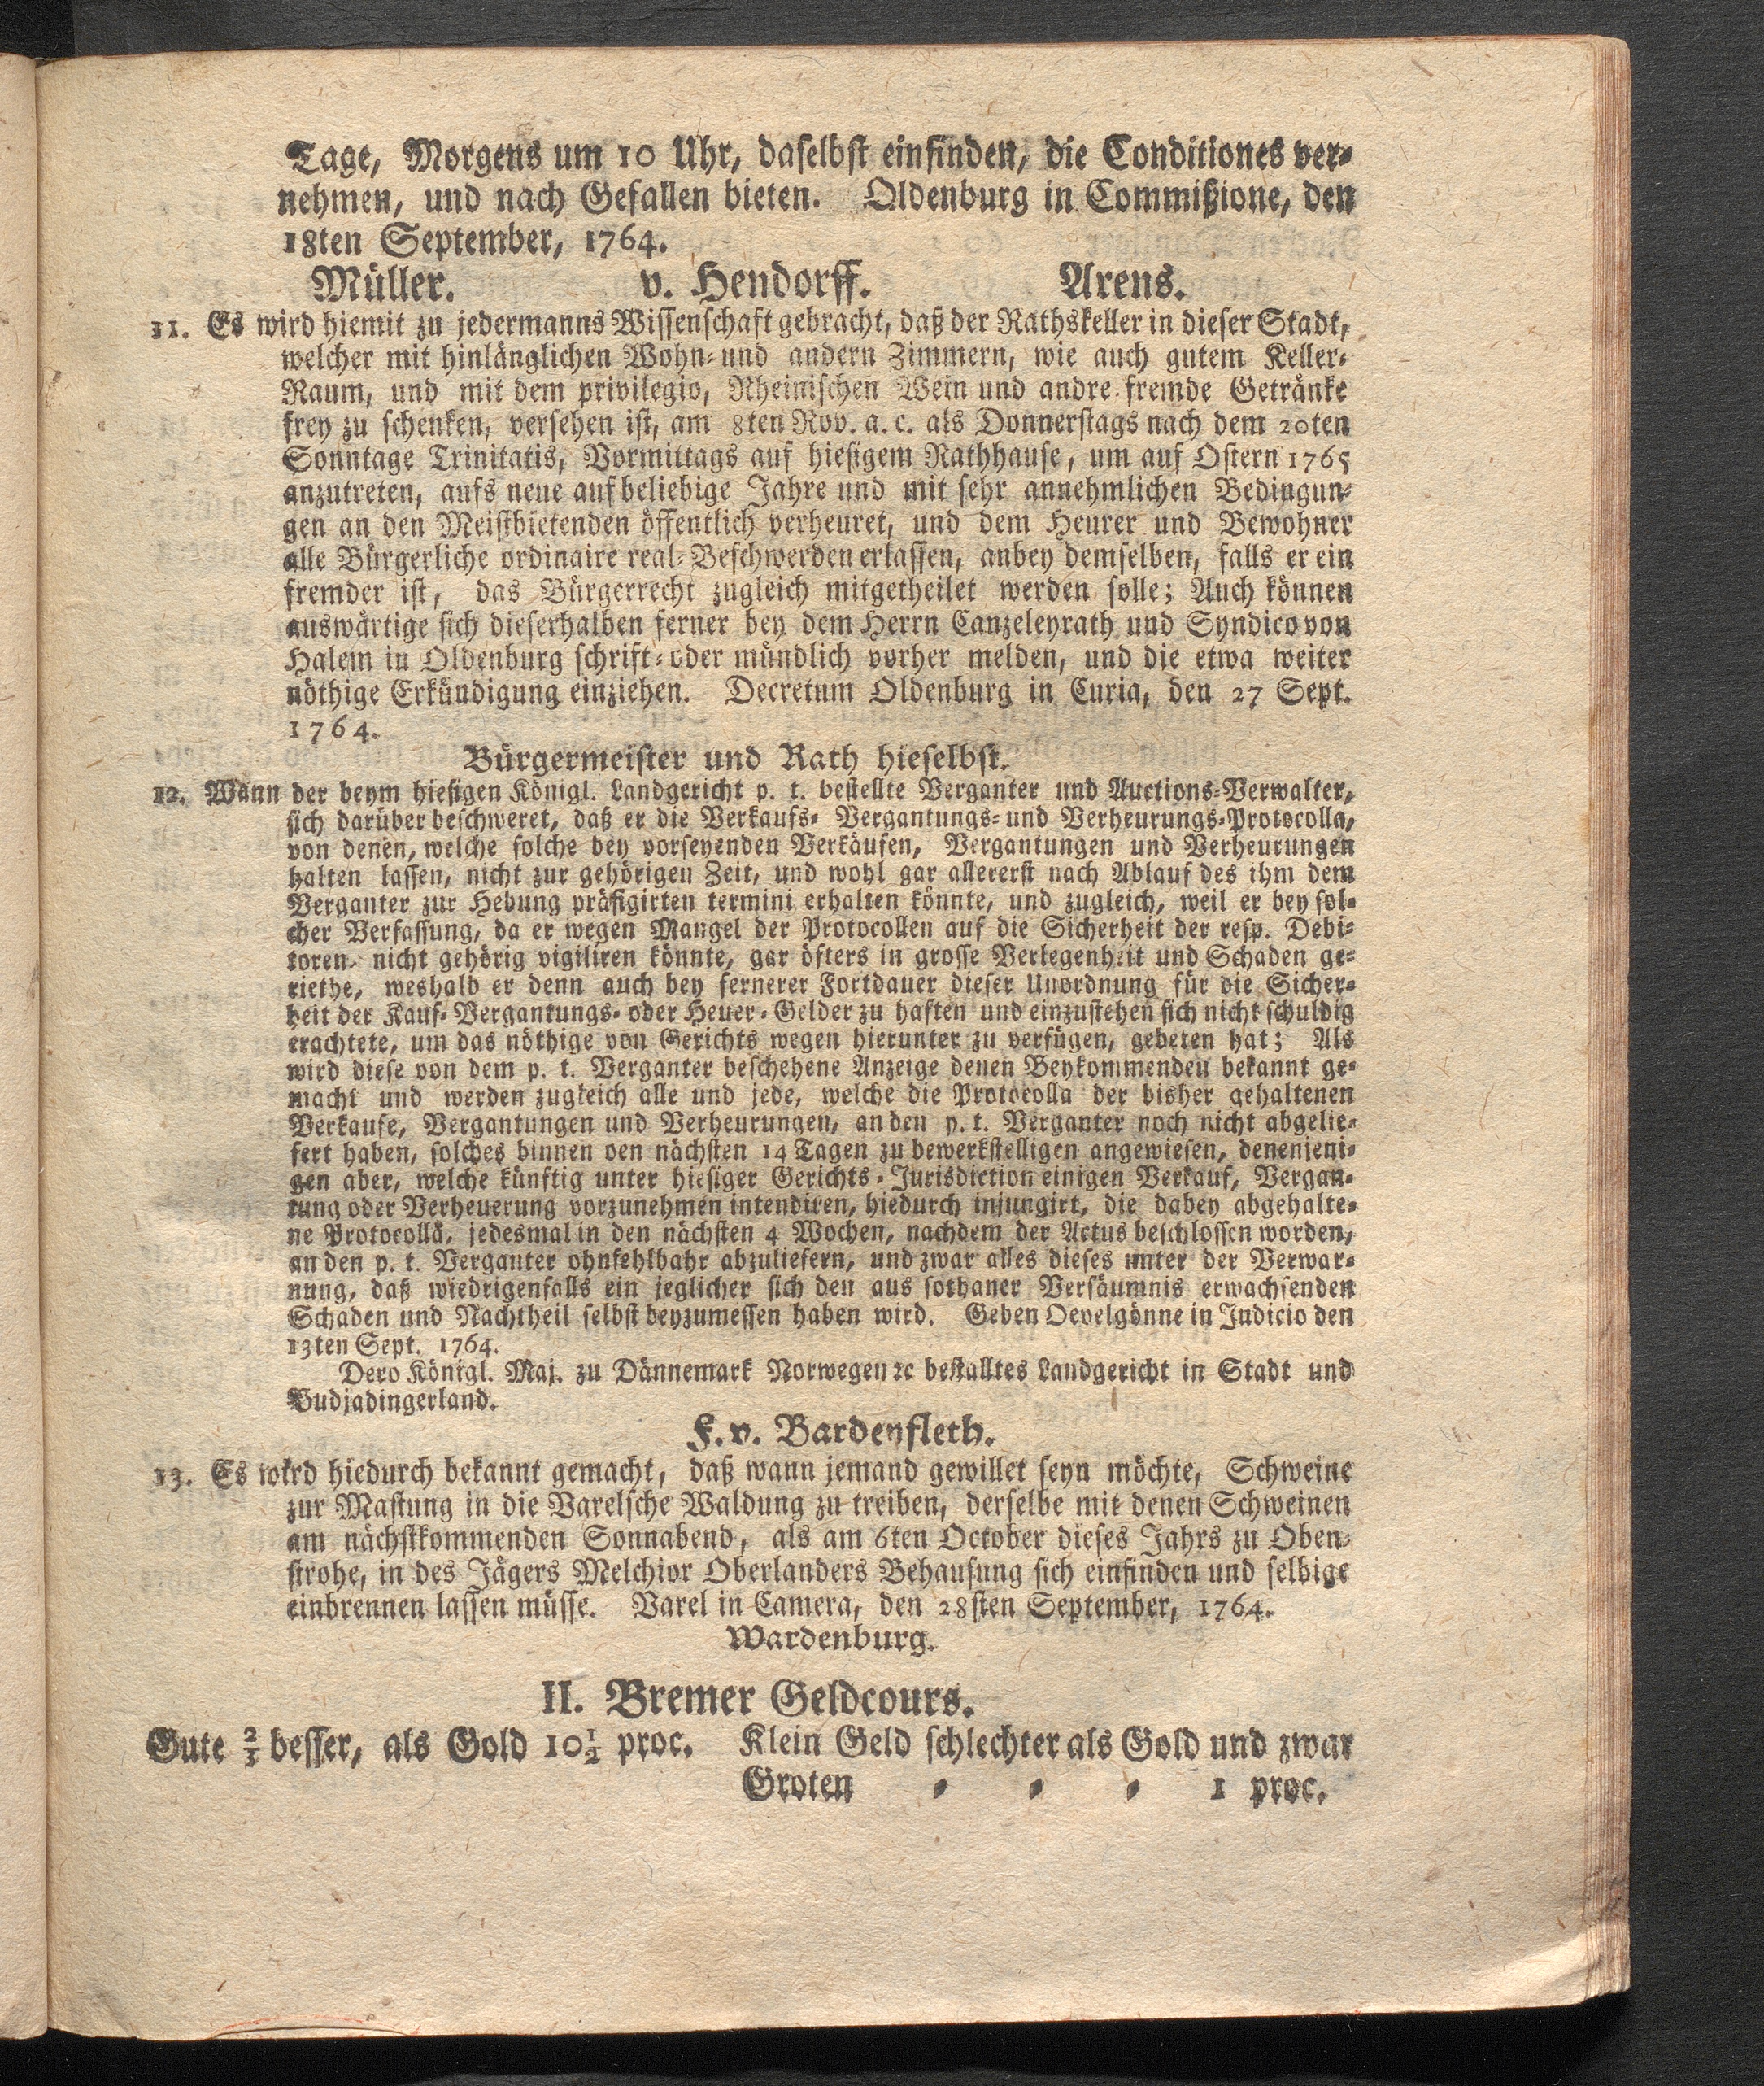 Tage, Morgens um 10 Uhr, daselbst einfinden, die Conditiones ver-
nehmen, und nach Gefallen bieten. Oldenburg in Commißione, den
18ten September, 1764.
Müller. v. Hendorff. Arens.
11. Es wird hiemit zu jedermanns Wissenschaft gebracht, daß der Rathskeller in dieser Stadt,
welcher mit hinlänglichen Wohn- und andern Zimmern, wie auch gutem Keller-
Raum, und mit dem privilegio, Rheinischen Wein und andre fremde Getränke
frey zu schenken, versehen ist, am 8ten Nov. a. c. als Donnerstags nach dem 20ten
Sonntage Trinitatis, Vormittags auf hiesigem Rathhause, um auf Ostern 1765
anzutreten, aufs neue auf beliebige Jahre und mit sehr annehmlichen Bedingun-
gen an den Meistbietenden öffentlich verheuret, und dem Heurer und Bewohner
alle Bürgerliche ordinaire real-Beschwerden erlassen, anbey demselben, falls er ein
fremder ist, das Bürgerrecht zugleich mitgetheilet werden solle; Auch können
auswärtige sich dieserhalben ferner bey dem Herrn Canzeleyrath und Syndico von
Halem in Oldenburg schrift- oder mündlich vorher melden, und die etwa weiter
nöthige Erkündigung einziehen. Decretum Oldenburg in Curia, den 27 Sept.
1764.
Bürgermeister und Rath hieselbst.
12. Wann der beym hiesigen Königl. Landgericht p. t. bestellte Verganter und Auctions-Verwalter,
sich darüber beschweret, daß er die Verkaufs- Vergantungs- und Verheurungs-Protocolla,
von denen, welche solche bey vorseyenden Verkäufen, Vergantungen und Verheurungen
halten lassen, nicht zur gehörigen Zeit, und wohl gar allererst nach Ablauf des ihm dem
Verganter zur Hebung präfigirten termini erhalten könnte, und zugleich, weil er bey sol-
cher Verfassung, da er wegen Mangel der Protocollen auf die Sicherheit der resp. Debi-
toren nicht gehörig vigiliren könnte, gar öfters in grosse Verlegenheit und Schaden ge-
riethe, weshalb er denn auch bey fernerer Fortdauer dieser Unordnung für die Sicher-
heit der Kauf- Vergantungs- oder Heuer-Gelder zu haften und einzustehen sich nicht schuldig
erachtete, um das nöthige von Gerichts wegen hierunter zu verfügen, gebeten hat; Als
wird diese von dem p. t. Verganter beschehene Anzeige denen Beykommenden bekannt ge-
macht und werden zugleich alle und jede, welche die Protocolla der bisher gehaltenen
Verkaufe, Vergantungen und Verheurungen, an den p. t. Verganter noch nicht abgelie-
fert haben, solches binnen den nächsten 14 Tagen zu bewerkstelligen angewiesen, denenjeni-
gen aber, welche künftig unter hiesiger Gerichts-Jurisdiction einigen Verkauf, Vergan-
tung oder Verheuerung vorzunehmen intendiren, hiedurch injungirt, die dabey abgehalte-
ne Protocollä, jedesmal in den nächsten 4 Wochen, nachdem der Actus beschlossen worden,
an den p. t. Verganter ohnfehlbahr abzuliefern, und zwar alles dieses unter der Verwar-
nung, daß wiedrigenfalls ein jeglicher sich den aus sothaner Versäumnis erwachsenden
Schaden und Nachtheil selbst beyzumessen haben wird. Geben Oevelgönne in Judicio den
13ten Sept. 1764.
Dero Königl. Maj. zu Dännemark Norwegen ꝛc bestalltes Landgericht in Stadt und
Budjadingerland.
F. v. Bardenfleth.
13. Es wird hiedurch bekannt gemacht, daß wann jemand gewillet seyn möchte, Schweine
zur Mastung in die Varelsche Waldung zu treiben, derselbe mit denen Schweinen
am nächstkommenden Sonnabend, als am 6ten October dieses Jahrs zu Oben-
strohe, in des Jägers Melchior Oberlanders Behausung sich einfinden und selbige
einbrennen lassen müsse. Varel in Camera, den 28sten September, 1764.
Wardenburg.
II. Bremer Geldcours.
Gute 2/3 besser, als Gold 10 1/2 proc. Klein Geld schlechter als Gold und zwar
Groten - - - 1 proc.